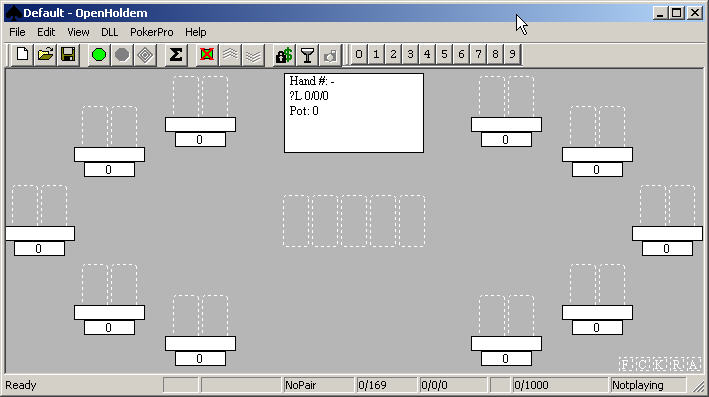 Default - OpenHoldem
File Edit View DLL PokerPro Help
Σ $ 0 1 2 3 4 5 6 7 8 9
Hand #: -
?L 0/0/0
Pot: 0
0 0
0 0
0 0
0 0
0 0
F C K R A
Ready NoPair 0/169 0/0/0 0/1000 Notplaying